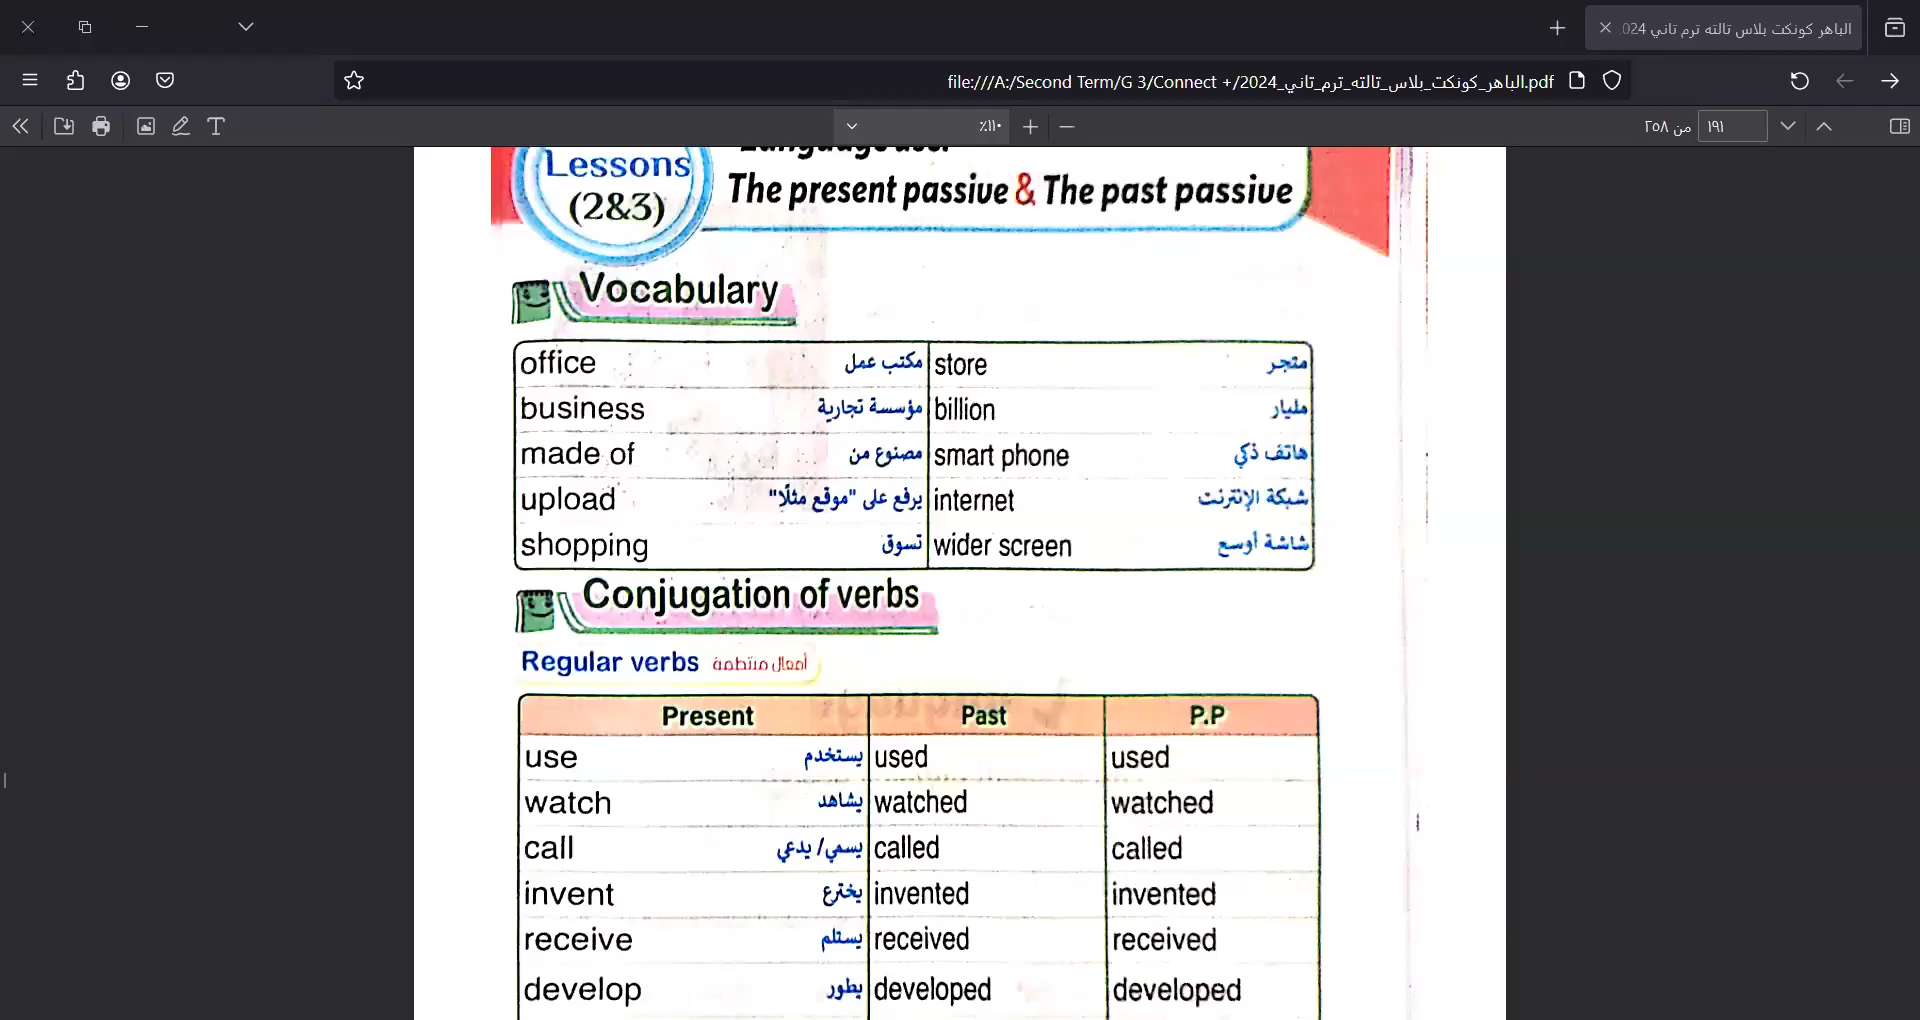 الباهر كونكت بلاس تالته ترم تاني 024
file:///A:/Second Term/G 3/Connect +/2024_الباهر_كونكت_بلاس_تالته_ترم_تاني.pdf
٪١١٠
١٩١ من ٢٥٨
Language use:
Lessons
(2&3)
The present passive & The past passive
Vocabulary
office مكتب عمل store متجر
business مؤسسة تجارية billion مليار
made of مصنوع من smart phone هاتف ذكي
upload يرفع على "موقع مثلًا" internet شبكة الإنترنت
shopping تسوق wider screen شاشة أوسع
Conjugation of verbs
Regular verbs أفعال منتظمة
Present Past P.P
use يستخدم used used
watch يشاهد watched watched
call يسمي/ يدعي called called
invent يخترع invented invented
receive يستلم received received
develop يطور developed developed